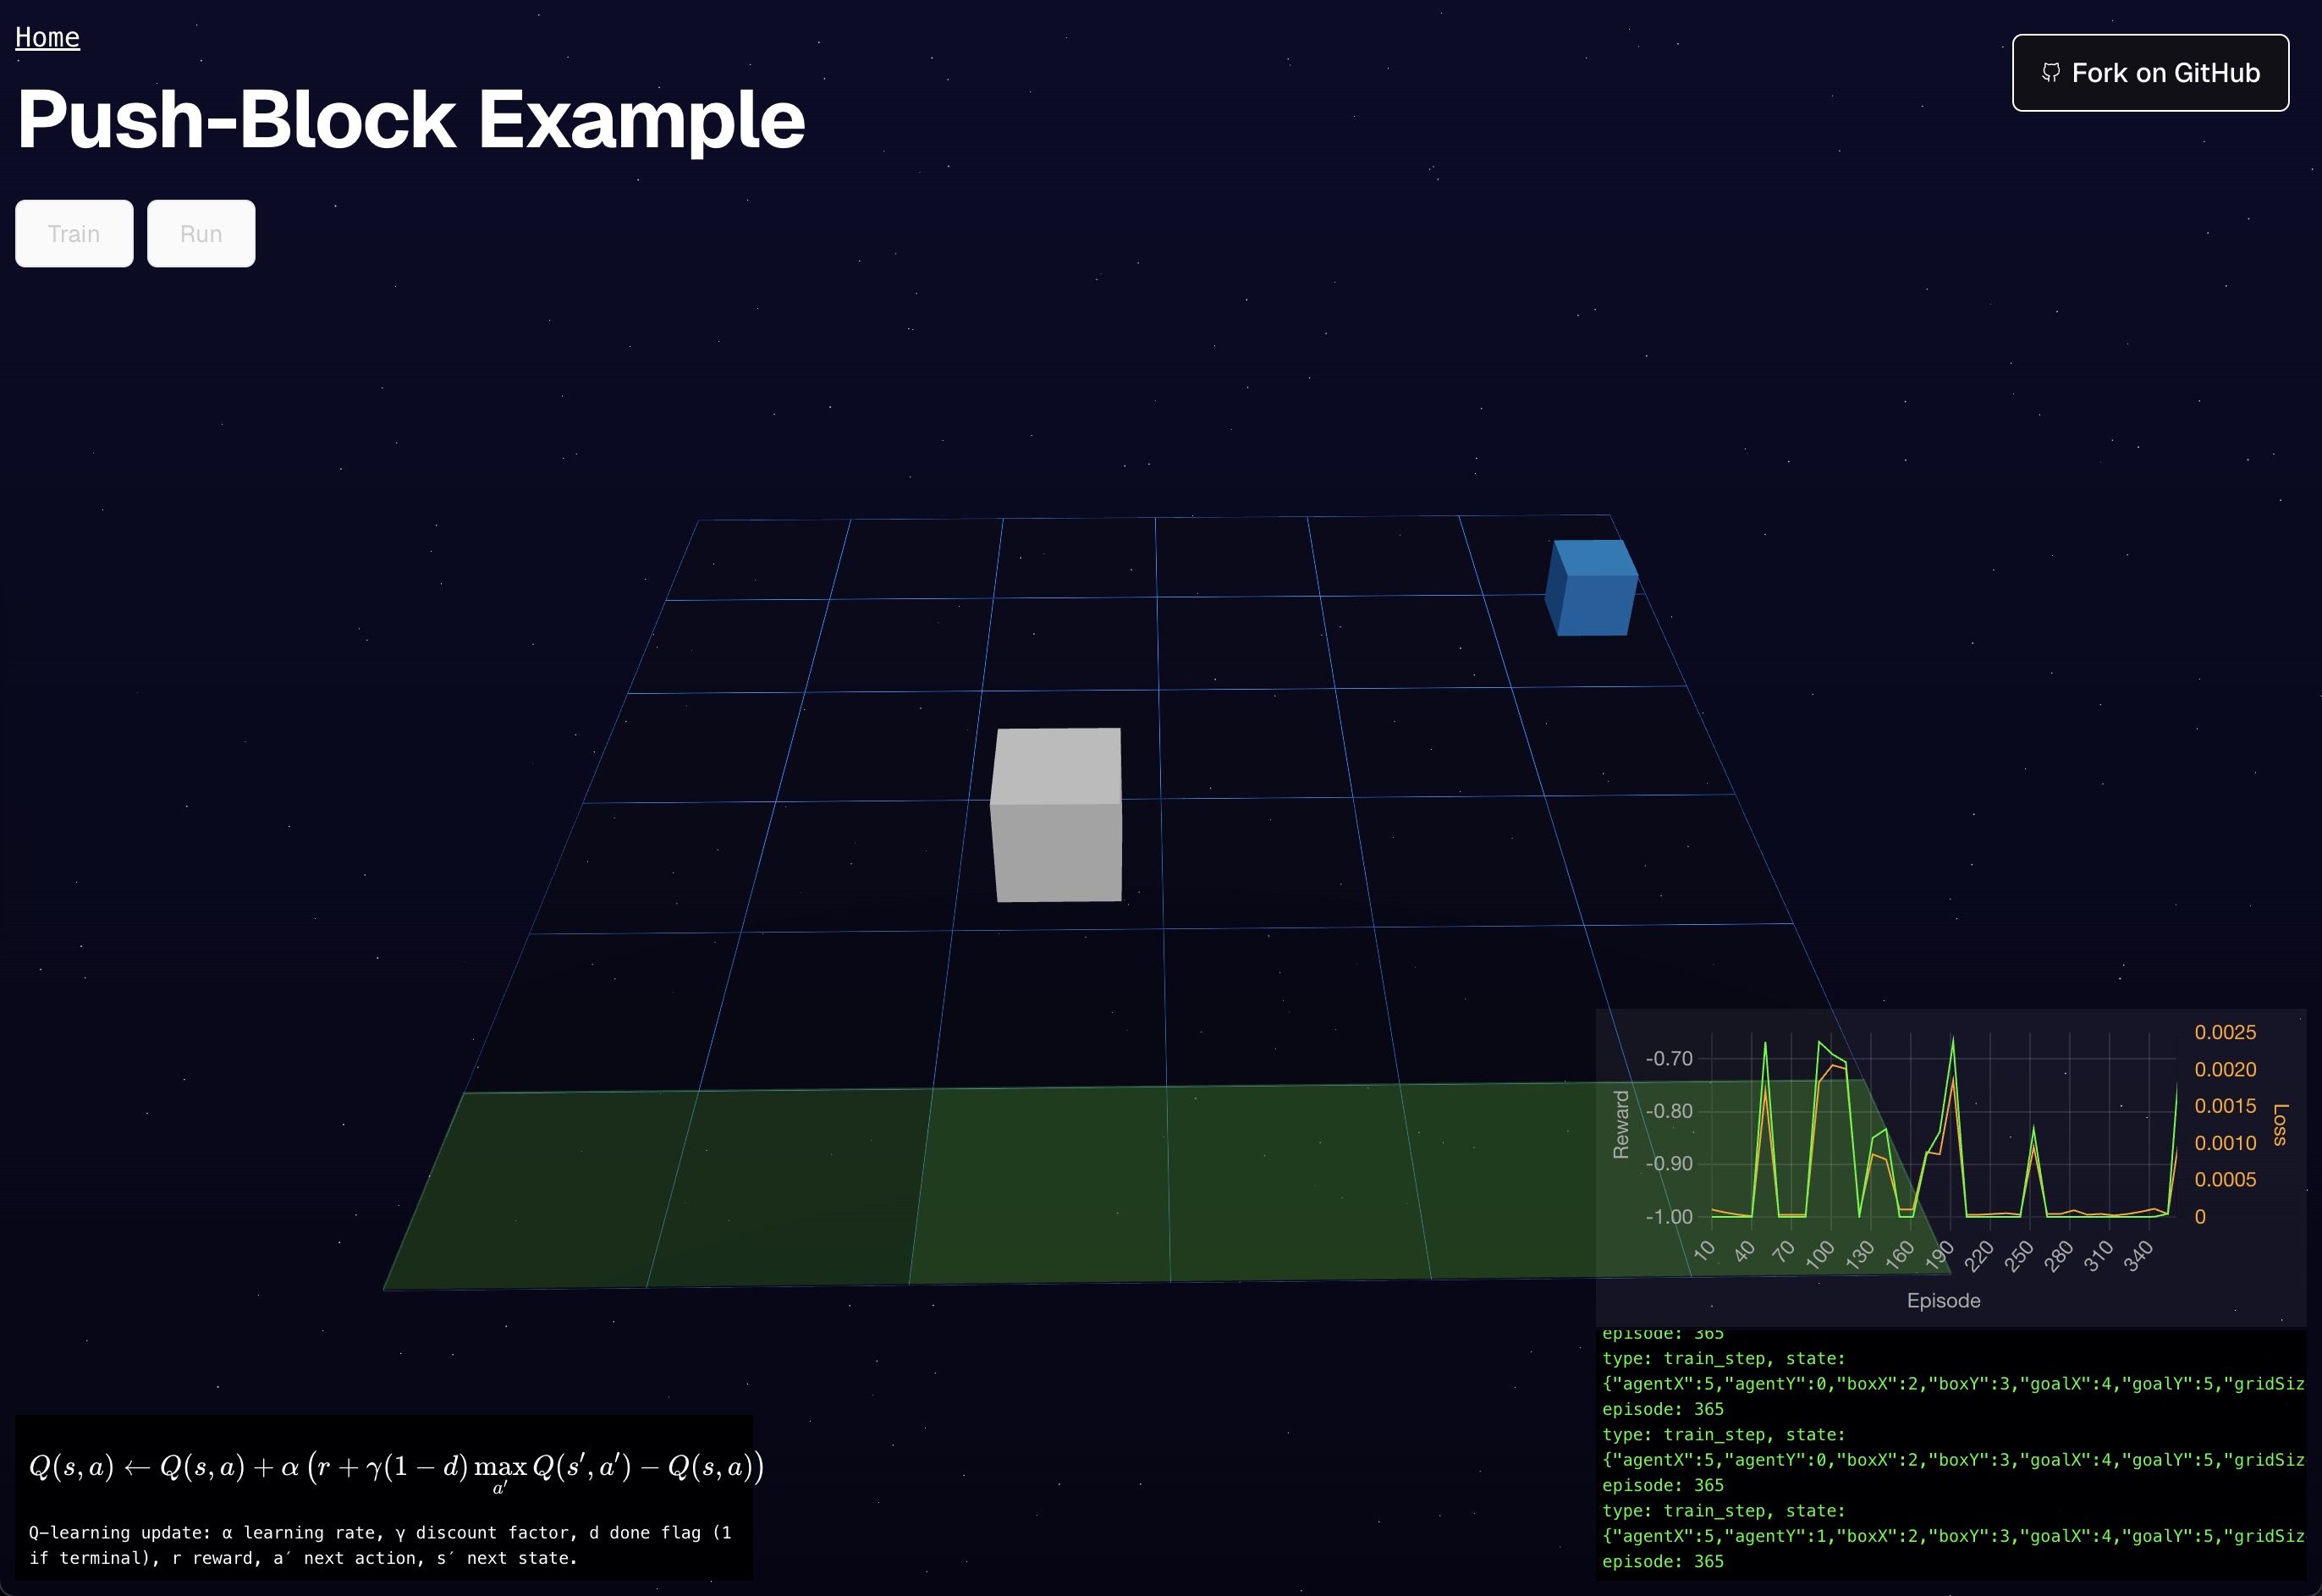 Home
Fork on GitHub
Push-Block Example
Train
Run
0.0025
-0.70
0.0020
-0.80
0.0015
Reward
Loss
0.0010
-0.90
0.0005
-1.00
0
10 40 70 100 130 160 190 220 250 280 310 340
Episode
episode: 365
type: train_step, state:
{"agentX":5,"agentY":0,"boxX":2,"boxY":3,"goalX":4,"goalY":5,"gridSiz
episode: 365
type: train_step, state:
{"agentX":5,"agentY":0,"boxX":2,"boxY":3,"goalX":4,"goalY":5,"gridSiz
episode: 365
type: train_step, state:
{"agentX":5,"agentY":1,"boxX":2,"boxY":3,"goalX":4,"goalY":5,"gridSiz
episode: 365
Q(s, a) ← Q(s, a) + α (r + γ(1 − d) max a′ Q(s′, a′) − Q(s, a))
Q-learning update: α learning rate, γ discount factor, d done flag (1
if terminal), r reward, a′ next action, s′ next state.